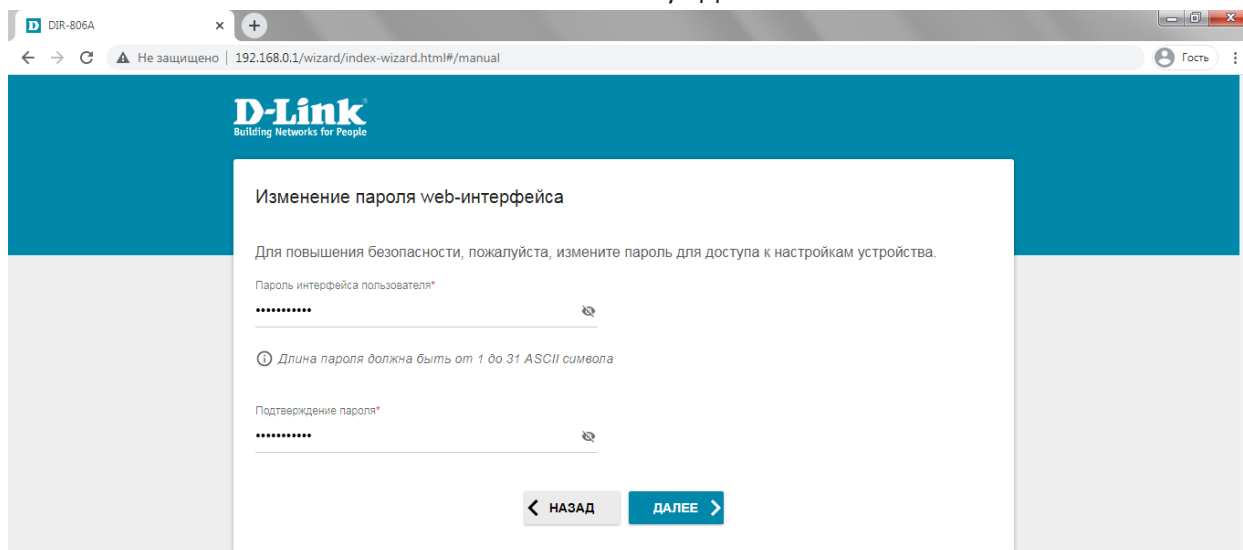 DIR-806A
Не защищено
192.168.0.1/wizard/index-wizard.html#/manual
Гость
D-Link®
Building Networks for People
Изменение пароля web-интерфейса
Для повышения безопасности, пожалуйста, измените пароль для доступа к настройкам устройства.
Пароль интерфейса пользователя*
•••••••••••
Длина пароля должна быть от 1 до 31 ASCII символа
Подтверждение пароля*
•••••••••••
НАЗАД
ДАЛЕЕ